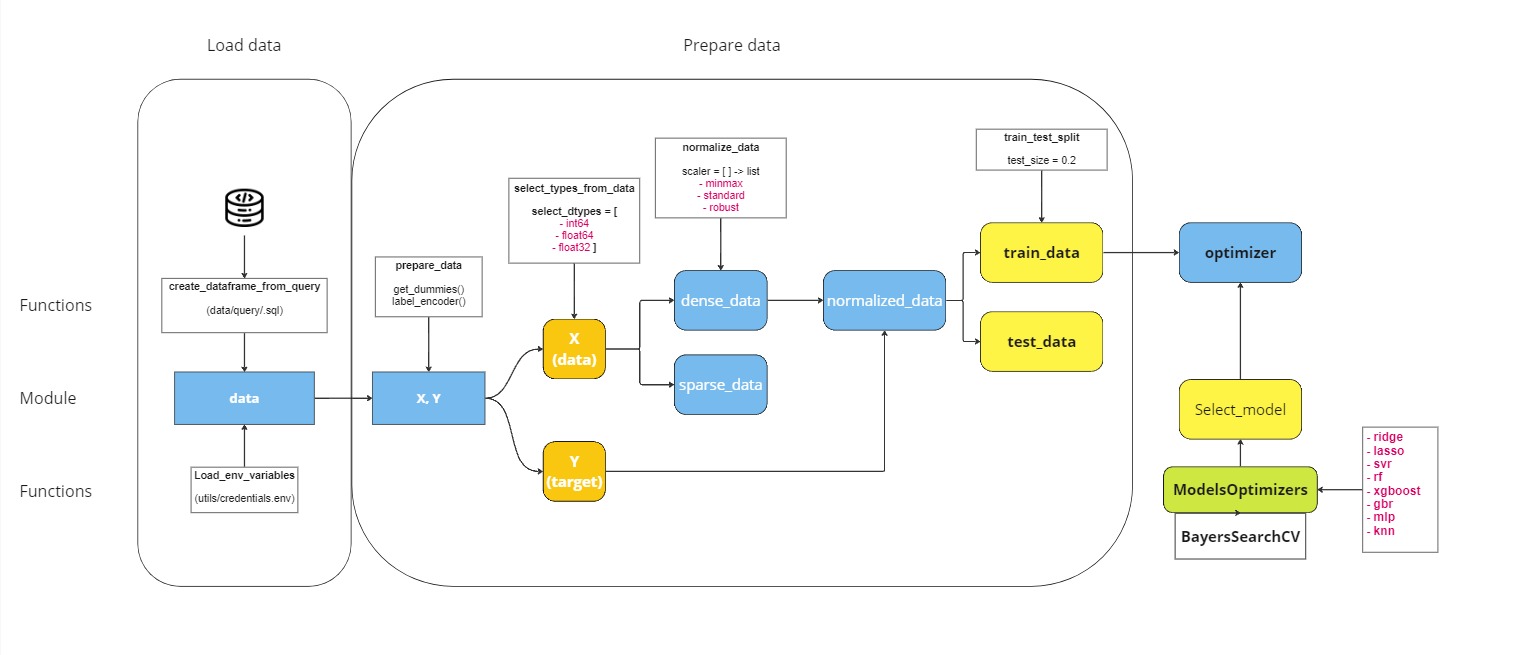 Load data
Prepare data
Functions
Module
Functions
create_dataframe_from_query
(data/query/.sql)
data
Load_env_variables
(utils/credentials.env)
prepare_data
get_dummies()
label_encoder()
X, Y
select_types_from_data
select_dtypes = [
- int64
- float64
- float32 ]
X
(data)
Y
(target)
normalize_data
scaler = [ ] -> list
- minmax
- standard
- robust
dense_data
sparse_data
normalized_data
train_test_split
test_size = 0.2
train_data
test_data
optimizer
Select_model
ModelsOptimizers
BayersSearchCV
- ridge
- lasso
- svr
- rf
- xgboost
- gbr
- mlp
- knn